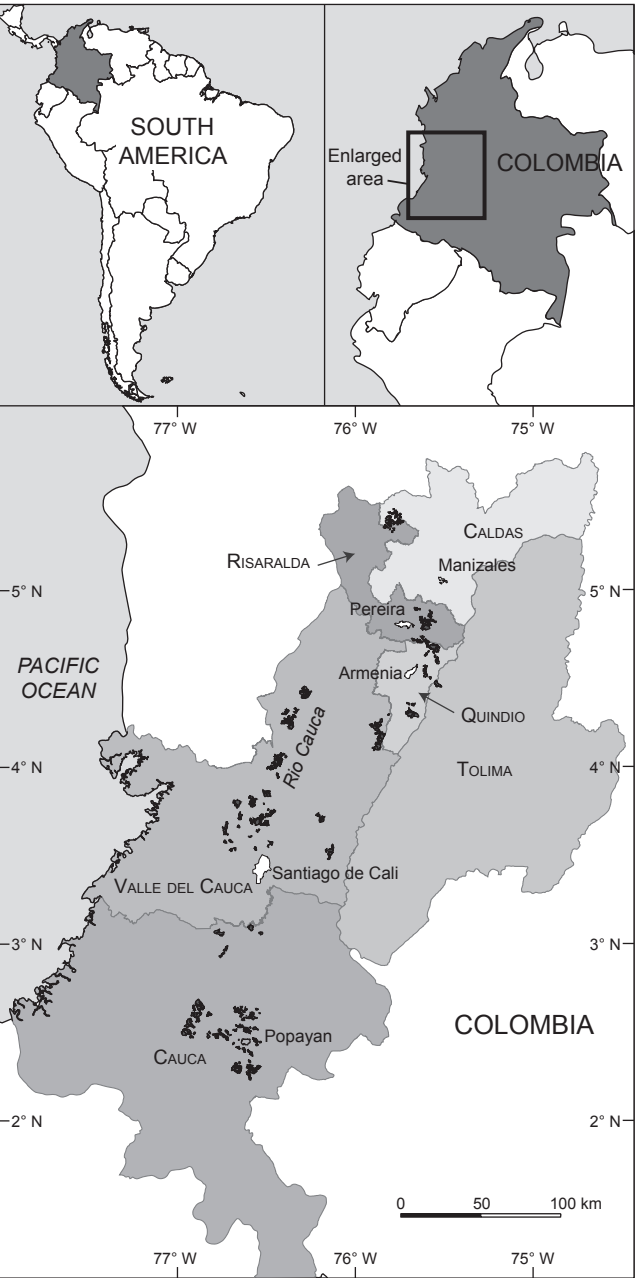 SOUTH
AMERICA
Enlarged
area
COLOMBIA
77° W
76° W
75° W
CALDAS
RISARALDA
Manizales
5° N
5° N
Pereira
PACIFIC
OCEAN
Armenia
QUINDIO
Rio Cauca
4° N
4° N
TOLIMA
Santiago de Cali
VALLE DEL CAUCA
3° N
3° N
COLOMBIA
Popayan
CAUCA
2° N
2° N
0 50 100 km
77° W
76° W
75° W